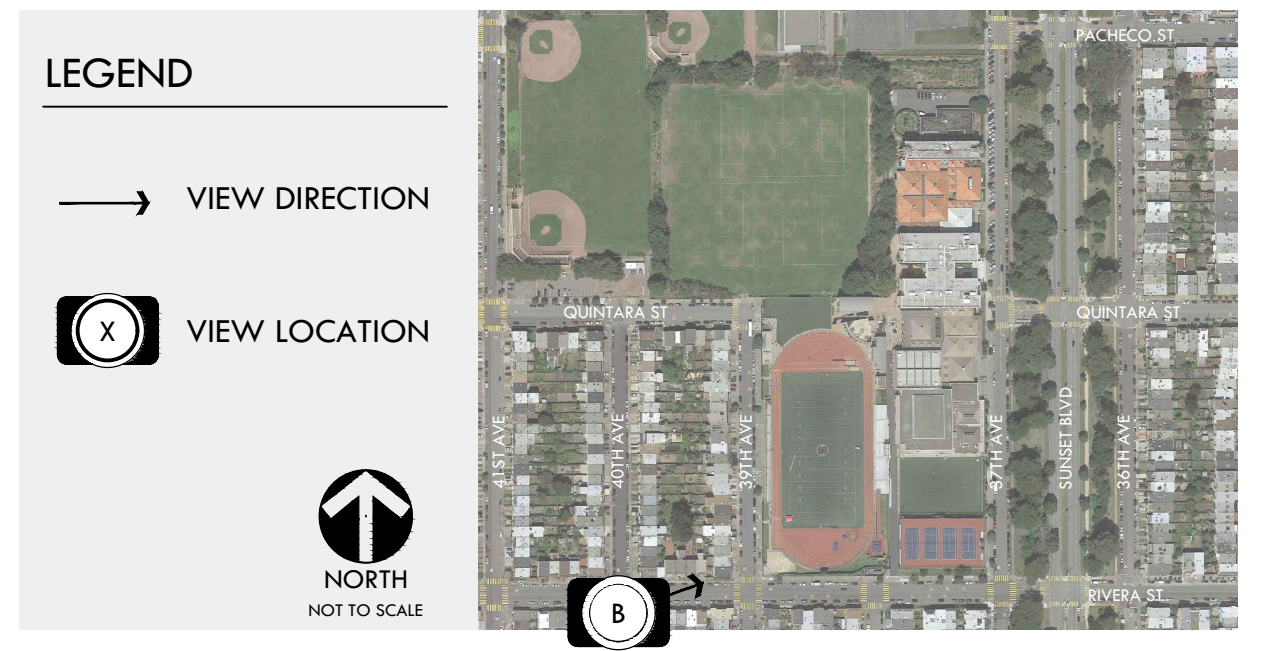 LEGEND
VIEW DIRECTION
X
VIEW LOCATION
NORTH
NOT TO SCALE
PACHECO ST
QUINTARA ST
QUINTARA ST
41ST AVE
40TH AVE
39TH AVE
37TH AVE
SUNSET BLVD
36TH AVE
RIVERA ST
B